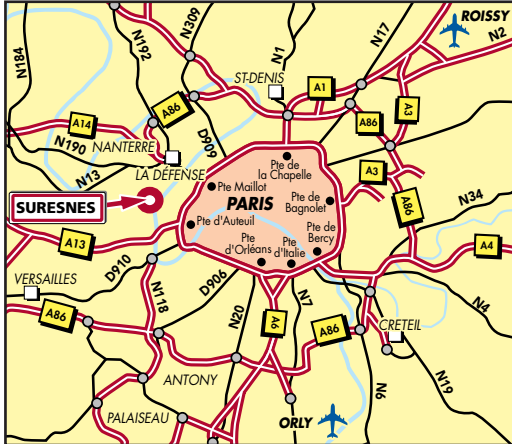 N309
ROISSY
N192
N17
N2
N184
N1
ST-DENIS
A1
A86
A3
A86
A14
D909
N190
NANTERRE
Pte de
la Chapelle
A3
LA DÉFENSE
N13
Pte Maillot
N34
SURESNES
PARIS
Pte de
Bagnolet
A86
Pte d'Auteuil
Pte de
Bercy
A13
Pte
d'Orléans
Pte
d'Italie
A4
D910
VERSAILLES
N118
D906
N7
N4
A86
N20
A6
A86
CRETEIL
ANTONY
N6
N19
PALAISEAU
ORLY